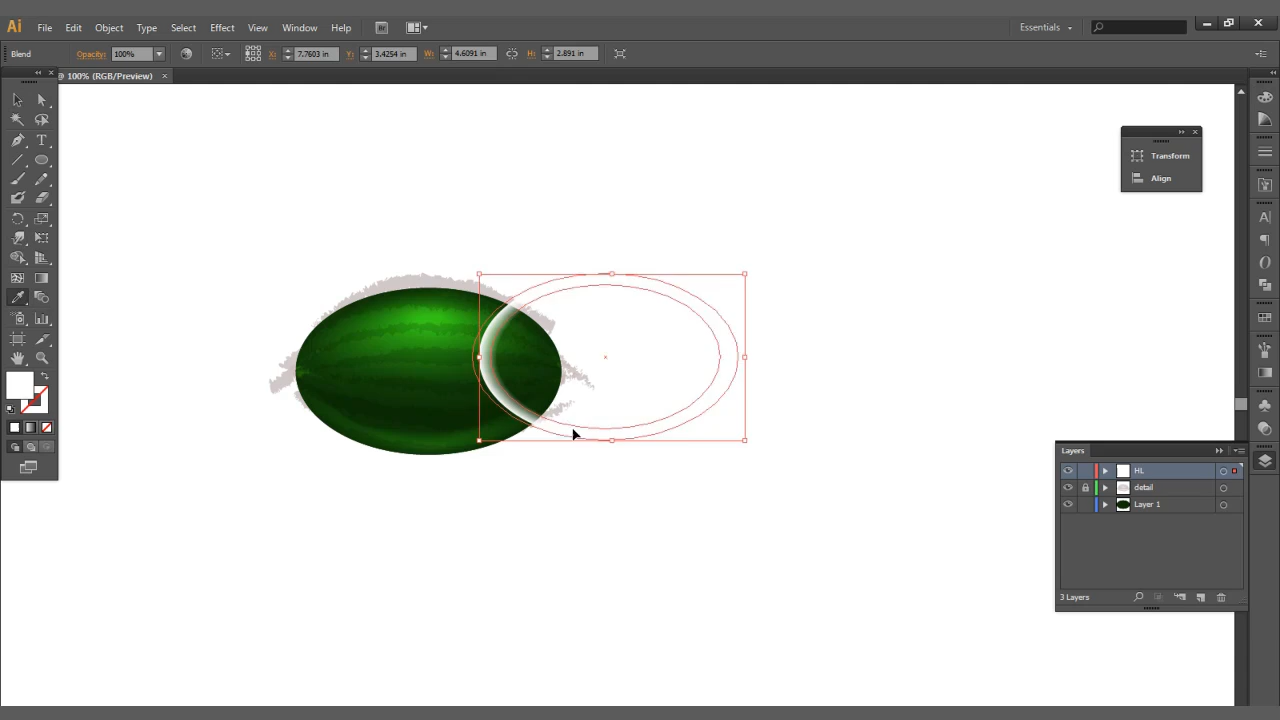 Ai File Edit Object Type Select Effect View Window Help Br Essentials
Blend Opacity: 100% X: 7.7603 in Y: 3.4254 in W: 4.6091 in H: 2.891 in
@ 100% (RGB/Preview)
Transform
Align
Layers
HL
detail
Layer 1
3 Layers